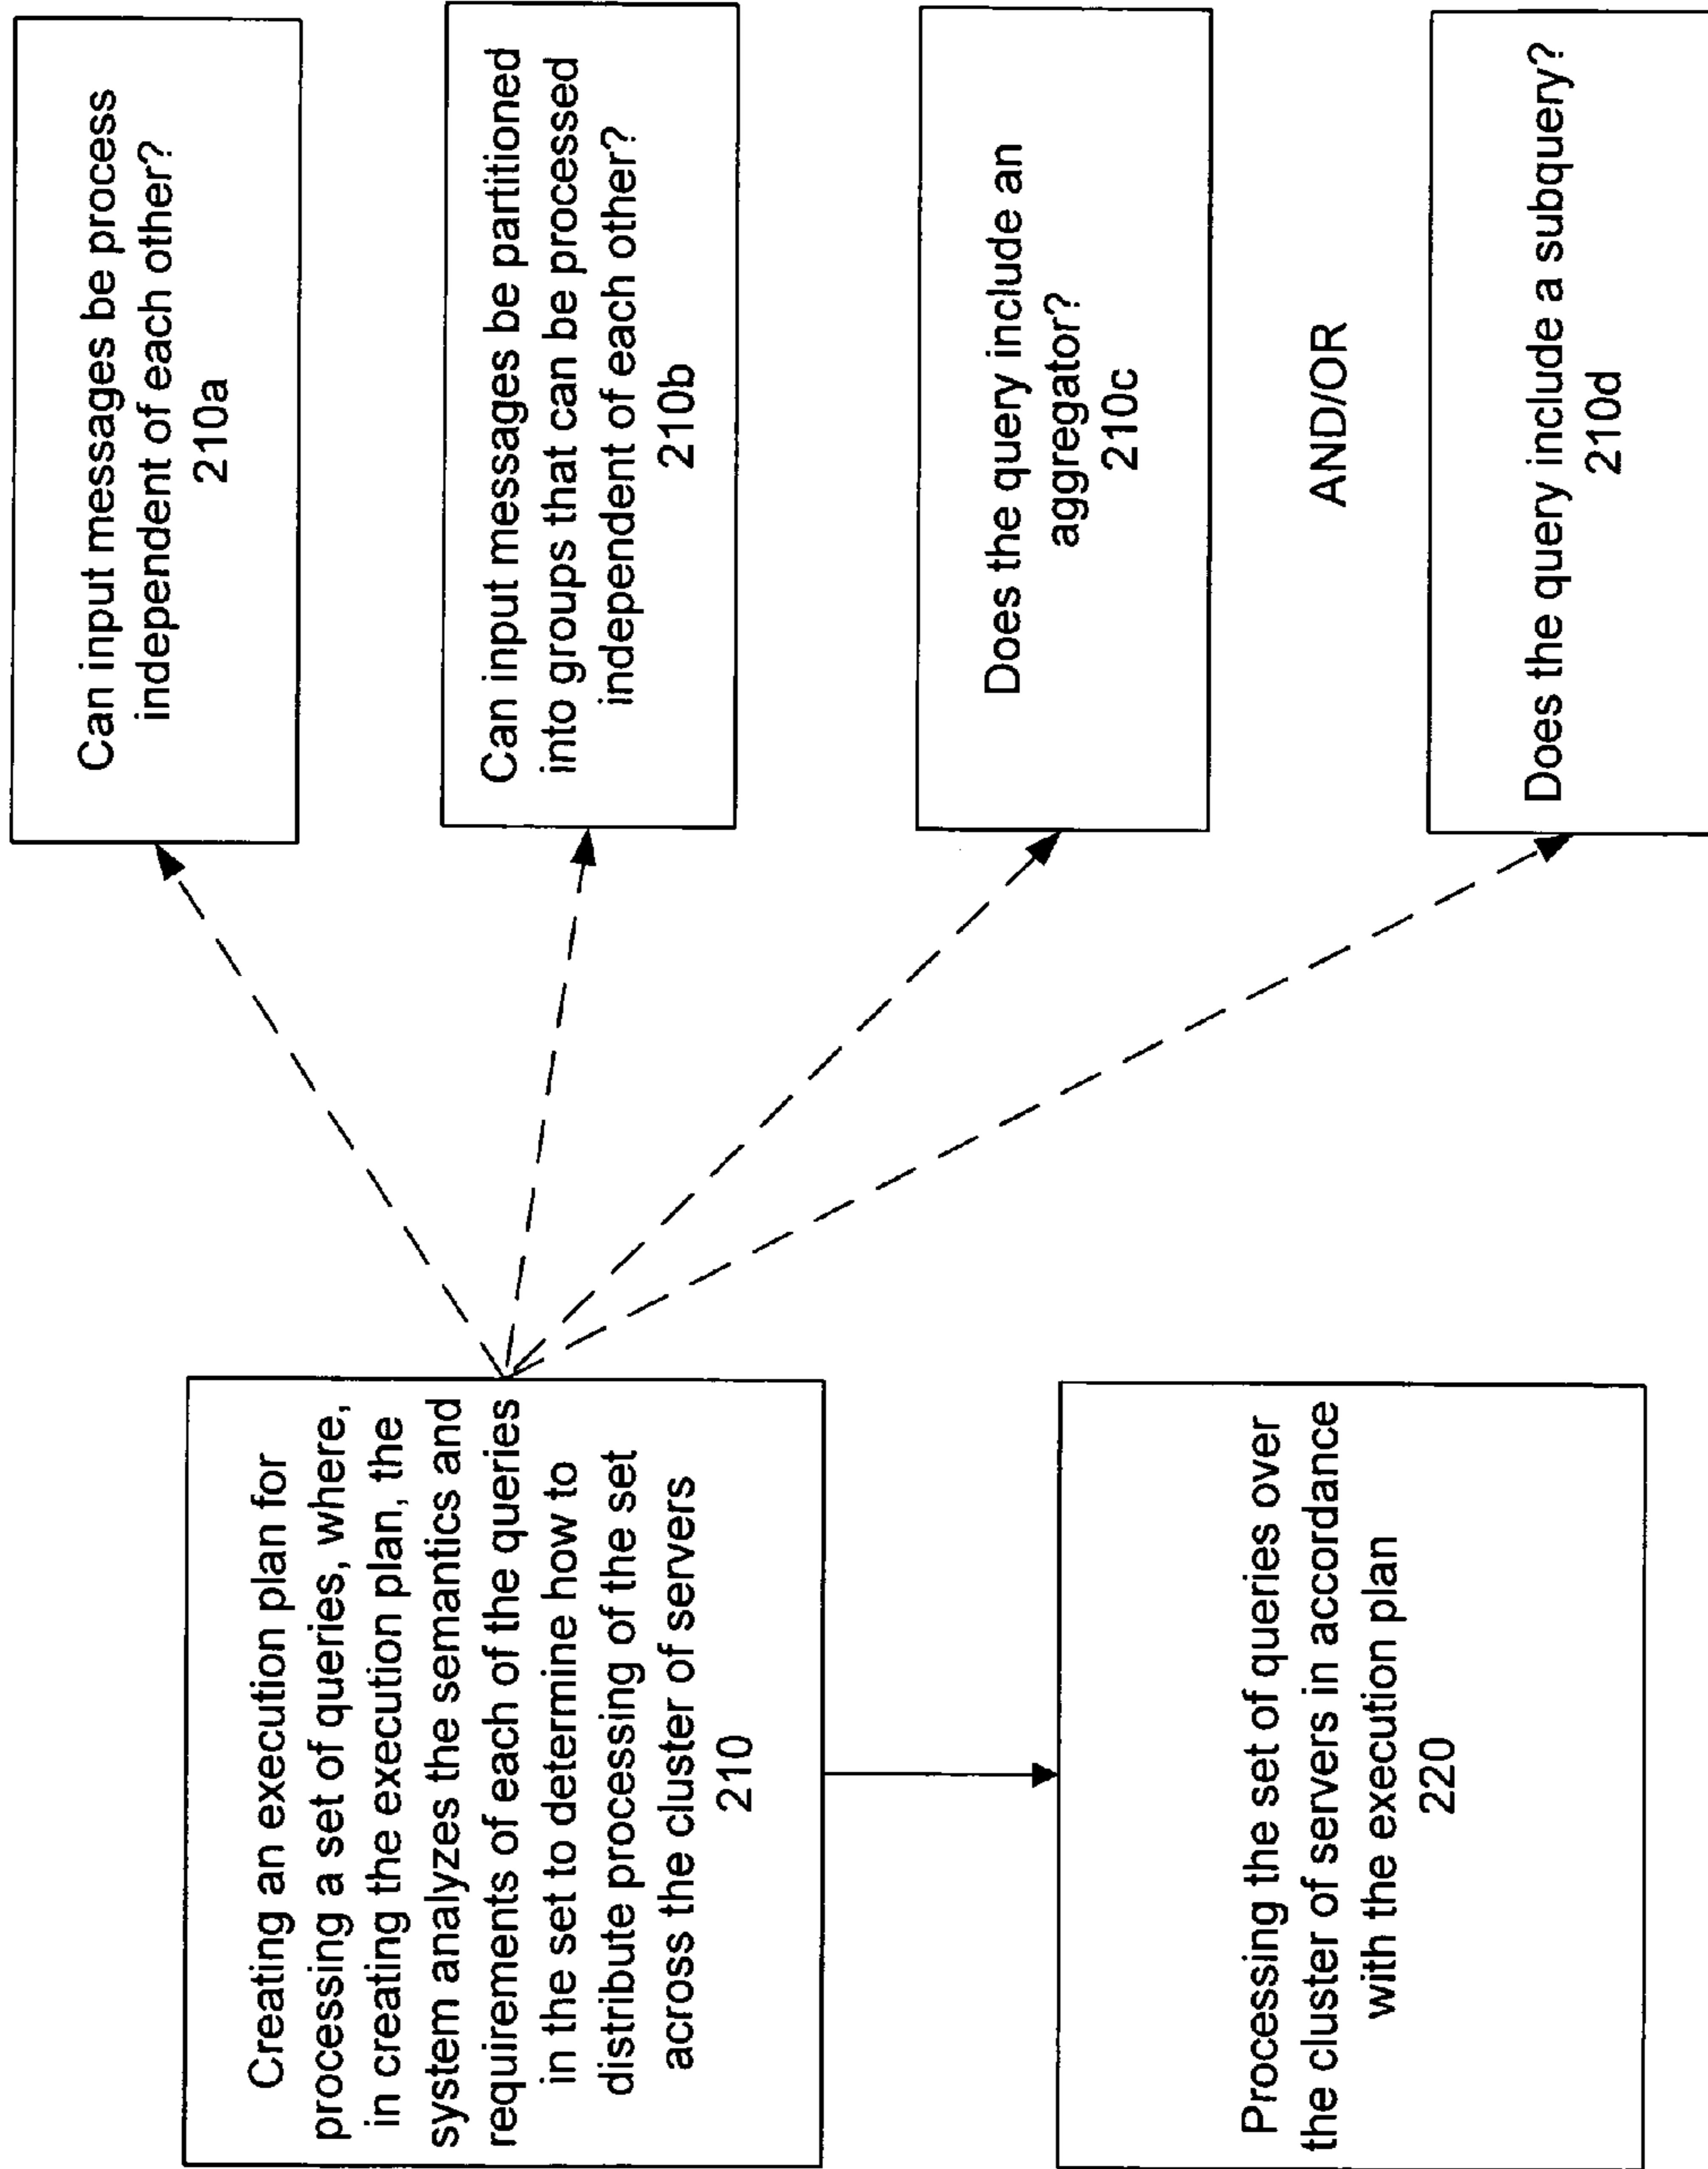 Creating an execution plan for
processing a set of queries, where,
in creating the execution plan, the
system analyzes the semantics and
requirements of each of the queries
in the set to determine how to
distribute processing of the set
across the cluster of servers
210
Processing the set of queries over
the cluster of servers in accordance
with the execution plan
220
Can input messages be process
independent of each other?
210a
Can input messages be partitioned
into groups that can be processed
independent of each other?
210b
Does the query include an
aggregator?
210c
AND/OR
Does the query include a subquery?
210d